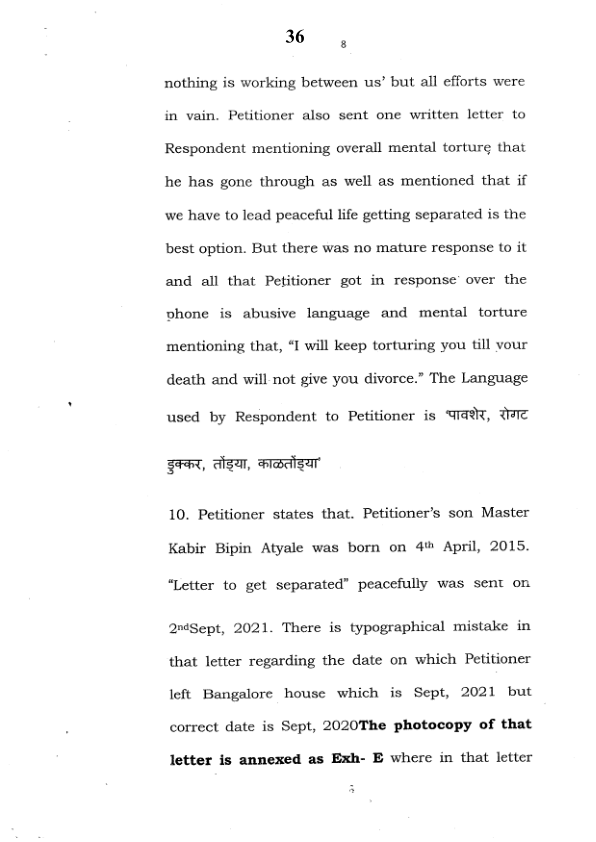 36
8
nothing is working between us’ but all efforts were
in vain. Petitioner also sent one written letter to
Respondent mentioning overall mental torture that
he has gone through as well as mentioned that if
we have to lead peaceful life getting separated is the
best option. But there was no mature response to it
and all that Petitioner got in response over the
phone is abusive language and mental torture
mentioning that, “I will keep torturing you till your
death and will not give you divorce.” The Language
used by Respondent to Petitioner is ‘पावशेर, रोगट
डुक्कर, तोंड्या, काळतोंड्या’
10. Petitioner states that. Petitioner’s son Master
Kabir Bipin Atyale was born on 4th April, 2015.
“Letter to get separated” peacefully was sent on
2ndSept, 2021. There is typographical mistake in
that letter regarding the date on which Petitioner
left Bangalore house which is Sept, 2021 but
correct date is Sept, 2020The photocopy of that
letter is annexed as Exh- E where in that letter